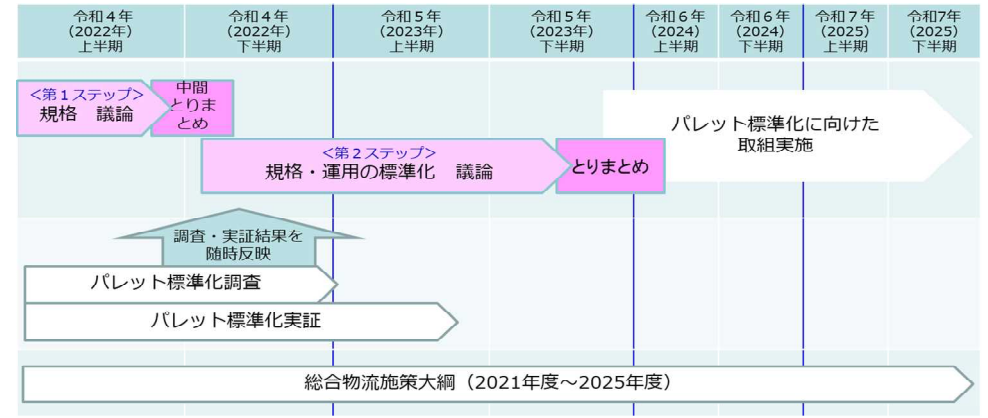 令和４年
（2022年）
上半期
令和４年
（2022年）
下半期
令和５年
（2023年）
上半期
令和５年
（2023年）
下半期
令和６年
（2024）
上半期
令和６年
（2024）
下半期
令和７年
（2025）
上半期
令和7年
（2025）
下半期
<第１ステップ>
規格　議論
中間
とりま
とめ
<第２ステップ>
規格・運用の標準化　議論
とりまとめ
パレット標準化に向けた
取組実施
調査・実証結果を
随時反映
パレット標準化調査
パレット標準化実証
総合物流施策大綱（2021年度～2025年度）